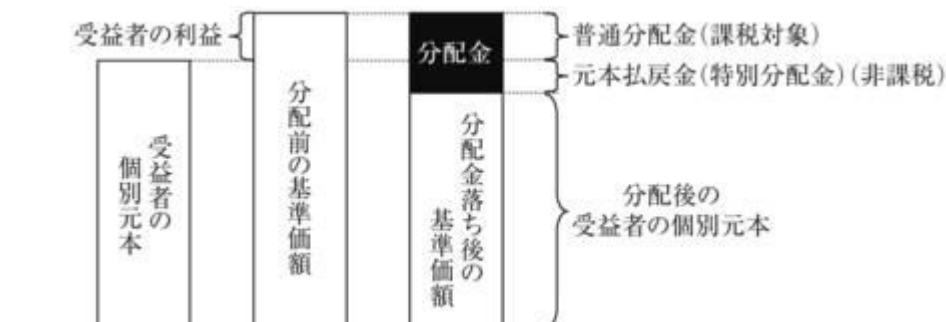 受益者の利益
受益者の
個別元本
分配前の基準価額
分配金
分配金落ち後の
基準価額
普通分配金(課税対象)
元本払戻金(特別分配金)(非課税)
分配後の
受益者の個別元本